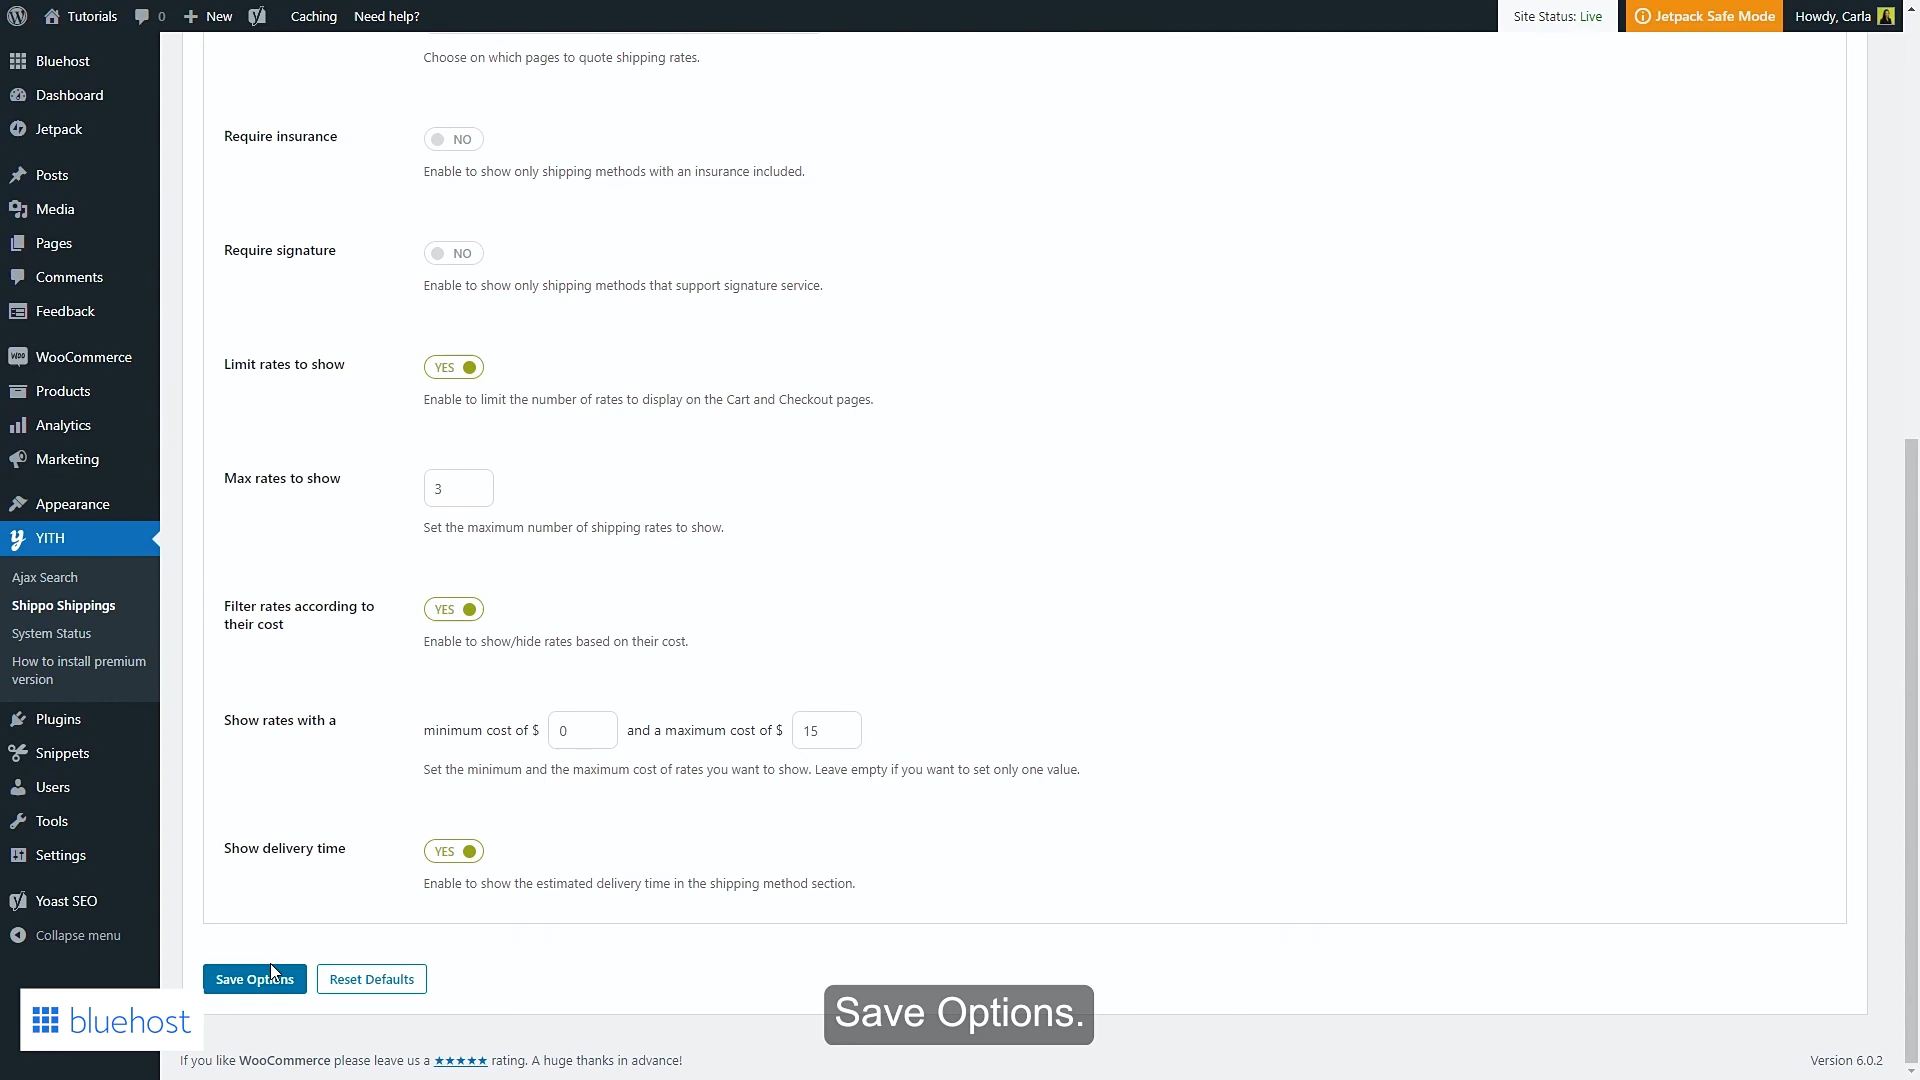 Tutorials
0
New
Caching
Need help?
Site Status: Live
Jetpack Safe Mode
Howdy, Carla
Bluehost
Dashboard
Jetpack
Posts
Media
Pages
Comments
Feedback
WooCommerce
Products
Analytics
Marketing
Appearance
YITH
Ajax Search
Shippo Shippings
System Status
How to install premium
version
Plugins
Snippets
Users
Tools
Settings
Yoast SEO
Collapse menu
Choose on which pages to quote shipping rates.
Require insurance
NO
Enable to show only shipping methods with an insurance included.
Require signature
NO
Enable to show only shipping methods that support signature service.
Limit rates to show
YES
Enable to limit the number of rates to display on the Cart and Checkout pages.
Max rates to show
3
Set the maximum number of shipping rates to show.
Filter rates according to
their cost
YES
Enable to show/hide rates based on their cost.
Show rates with a
minimum cost of $ 0 and a maximum cost of $ 15
Set the minimum and the maximum cost of rates you want to show. Leave empty if you want to set only one value.
Show delivery time
YES
Enable to show the estimated delivery time in the shipping method section.
Save Options
Reset Defaults
Save Options.
bluehost
If you like WooCommerce please leave us a ★★★★★ rating. A huge thanks in advance!
Version 6.0.2